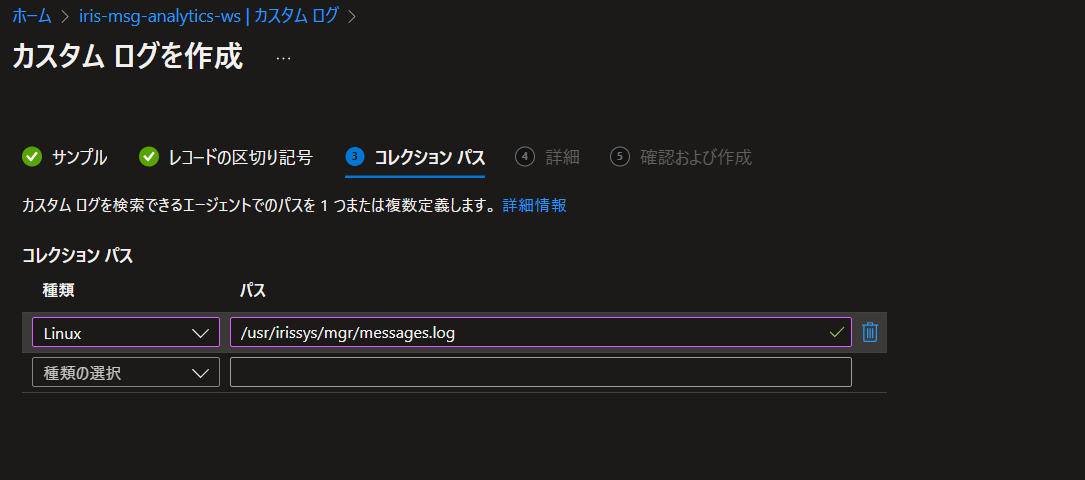 ホーム > iris-msg-analytics-ws | カスタム ログ >
カスタム ログを作成 ...
サンプル レコードの区切り記号 3 コレクション パス 4 詳細 5 確認および作成
カスタム ログを検索できるエージェントでのパスを 1 つまたは複数定義します。 詳細情報
コレクション パス
種類 パス
Linux /usr/irissys/mgr/messages.log
種類の選択